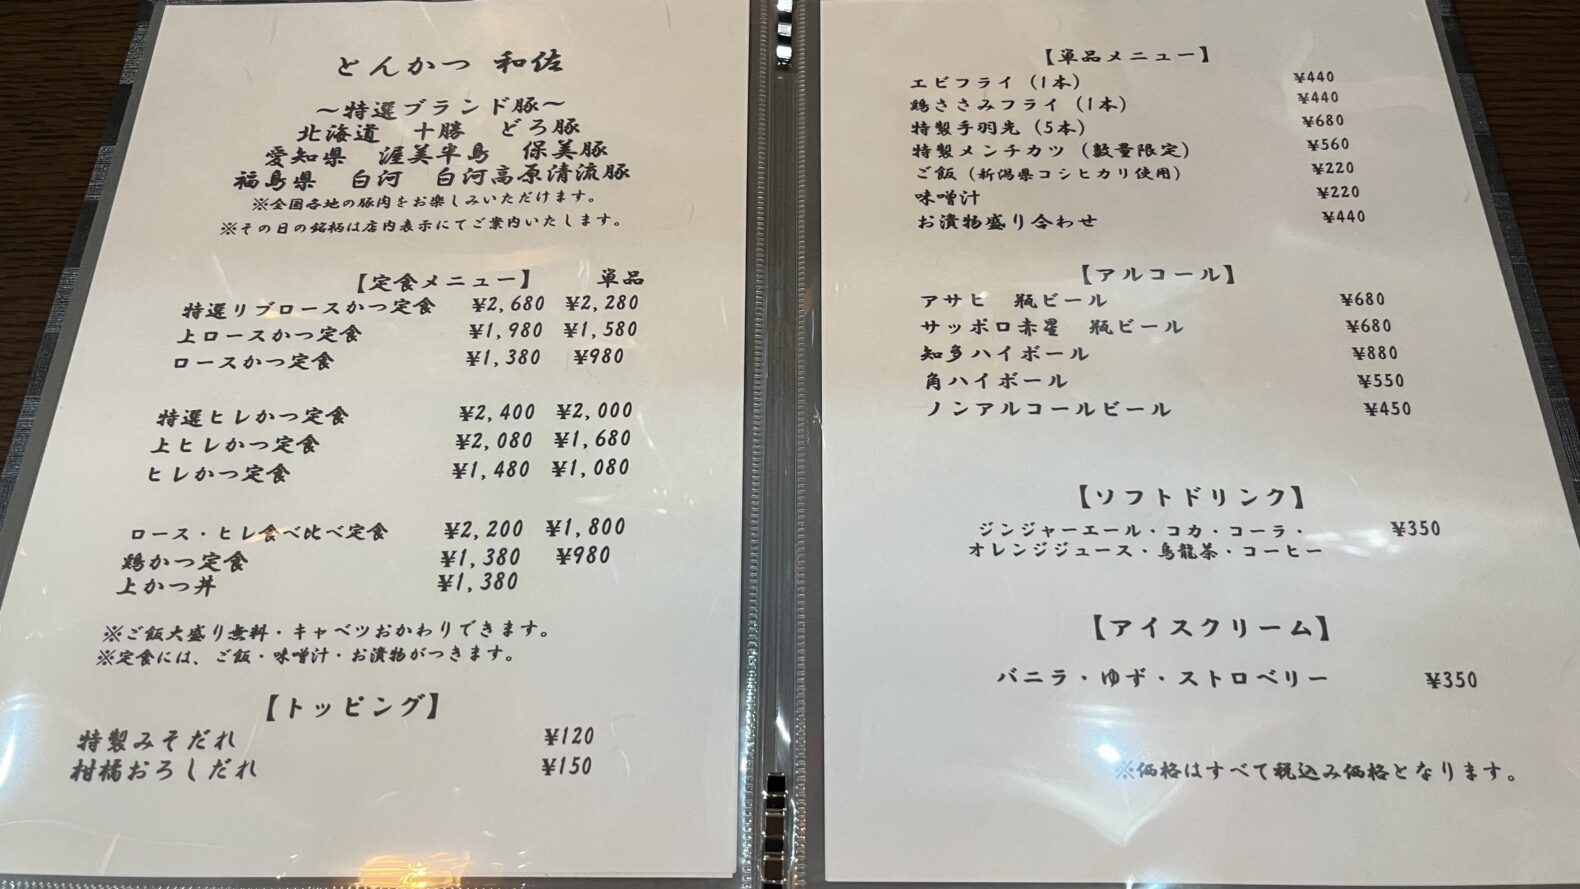 とんかつ 和佐
～特選ブランド豚～
北海道 十勝 どろ豚
愛知県 渥美半島 保美豚
福島県 白河 白河高原清流豚
※全国各地の豚肉をお楽しみいただけます。
※その日の銘柄は店内表示にてご案内いたします。
【定食メニュー】 単品
特選リブロースかつ定食 ¥2,680 ¥2,280
上ロースかつ定食 ¥1,980 ¥1,580
ロースかつ定食 ¥1,380 ¥980
特選ヒレかつ定食 ¥2,400 ¥2,000
上ヒレかつ定食 ¥2,080 ¥1,680
ヒレかつ定食 ¥1,480 ¥1,080
ロース・ヒレ食べ比べ定食 ¥2,200 ¥1,800
鶏かつ定食 ¥1,380 ¥980
上かつ丼 ¥1,380
※ご飯大盛り無料・キャベツおかわりできます。
※定食には、ご飯・味噌汁・お漬物がつきます。
【トッピング】
特製みそだれ ¥120
柑橘おろしだれ ¥150
【単品メニュー】
エビフライ（1本） ¥440
鶏ささみフライ（1本） ¥440
特製手羽先（5本） ¥680
特製メンチカツ（数量限定） ¥560
ご飯（新潟県コシヒカリ使用） ¥220
味噌汁 ¥220
お漬物盛り合わせ ¥440
【アルコール】
アサヒ 瓶ビール ¥680
サッポロ赤星 瓶ビール ¥680
知多ハイボール ¥880
角ハイボール ¥550
ノンアルコールビール ¥450
【ソフトドリンク】
ジンジャーエール・コカ・コーラ・ ¥350
オレンジジュース・烏龍茶・コーヒー
【アイスクリーム】
バニラ・ゆず・ストロベリー ¥350
※価格はすべて税込み価格となります。